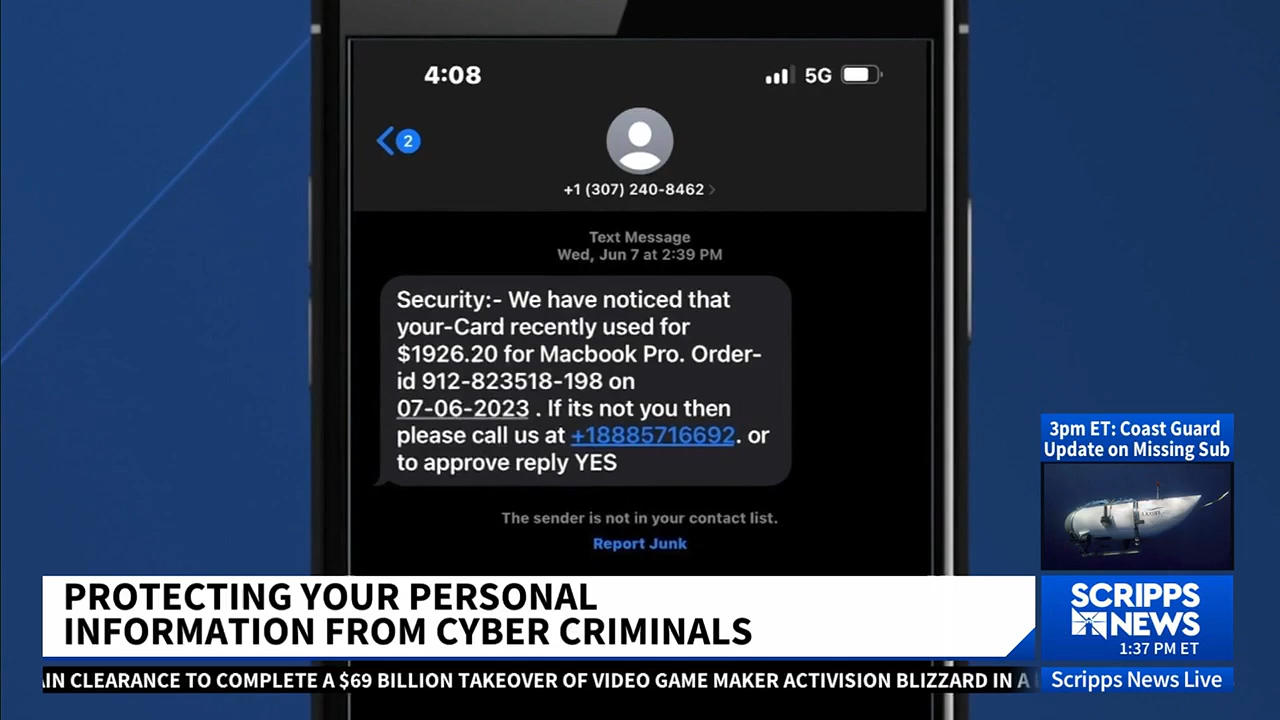 4:08
5G
2
+1 (307) 240-8462
Text Message
Wed, Jun 7 at 2:39 PM
Security:- We have noticed that
your-Card recently used for
$1926.20 for Macbook Pro. Order-
id 912-823518-198 on
07-06-2023 . If its not you then
please call us at +18885716692. or
to approve reply YES
The sender is not in your contact list.
Report Junk
3pm ET: Coast Guard
Update on Missing Sub
PROTECTING YOUR PERSONAL
INFORMATION FROM CYBER CRIMINALS
SCRIPPS
NEWS
1:37 PM ET
AIN CLEARANCE TO COMPLETE A $69 BILLION TAKEOVER OF VIDEO GAME MAKER ACTIVISION BLIZZARD IN A
Scripps News Live